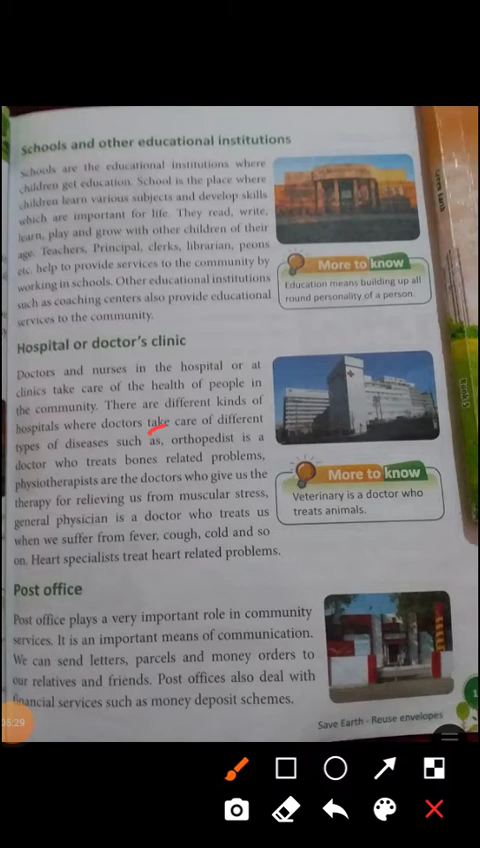 Schools and other educational institutions
Schools are the educational institutions where
children get education. School is the place where
children learn various subjects and develop skills
which are important for life. They read, write,
learn, play and grow with other children of their
age. Teachers, Principal, clerks, librarian, peons
etc. help to provide services to the community by
working in schools. Other educational institutions
such as coaching centers also provide educational
services to the community.
More to know
Education means building up all
round personality of a person.
Hospital or doctor's clinic
Doctors and nurses in the hospital or at
clinics take care of the health of people in
the community. There are different kinds of
hospitals where doctors take care of different
types of diseases such as, orthopedist is a
doctor who treats bones related problems,
physiotherapists are the doctors who give us the
therapy for relieving us from muscular stress,
general physician is a doctor who treats us
when we suffer from fever, cough, cold and so
on. Heart specialists treat heart related problems.
More to know
Veterinary is a doctor who
treats animals.
Post office
Post office plays a very important role in community
services. It is an important means of communication.
We can send letters, parcels and money orders to
our relatives and friends. Post offices also deal with
financial services such as money deposit schemes.
Save Earth - Reuse envelopes